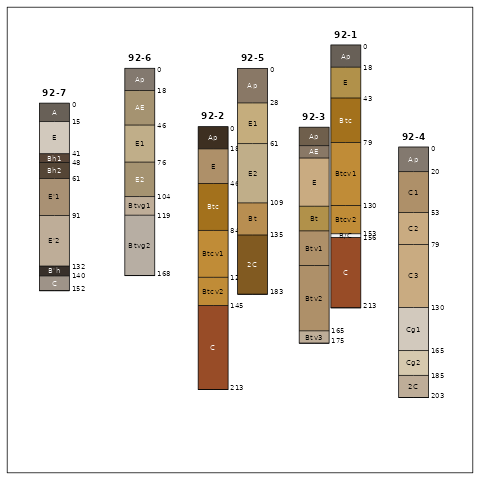 92-1
0
Ap
18
E
43
Btc
79
Btcv1
130
Btcv2
153
156
C
213
92-6
0
Ap
18
AE
46
E1
76
E2
104
Btvg1
119
Btvg2
168
92-5
0
Ap
28
E
61
E2
109
Bt
135
2C
183
92-7
0
A
15
E
41
Bh1
48
Bh2
61
E'1
91
E'2
132
B'h
140
C
152
92-2
0
Ap
18
E
46
Btc
84
Btcv1
Btcv2
145
C
213
92-3
Ap
AE
E
Bt
Btv1
Btv2
165
Btv3
175
92-4
0
Ap
20
C1
53
C2
79
C3
130
Cg1
165
Cg2
185
2C
203